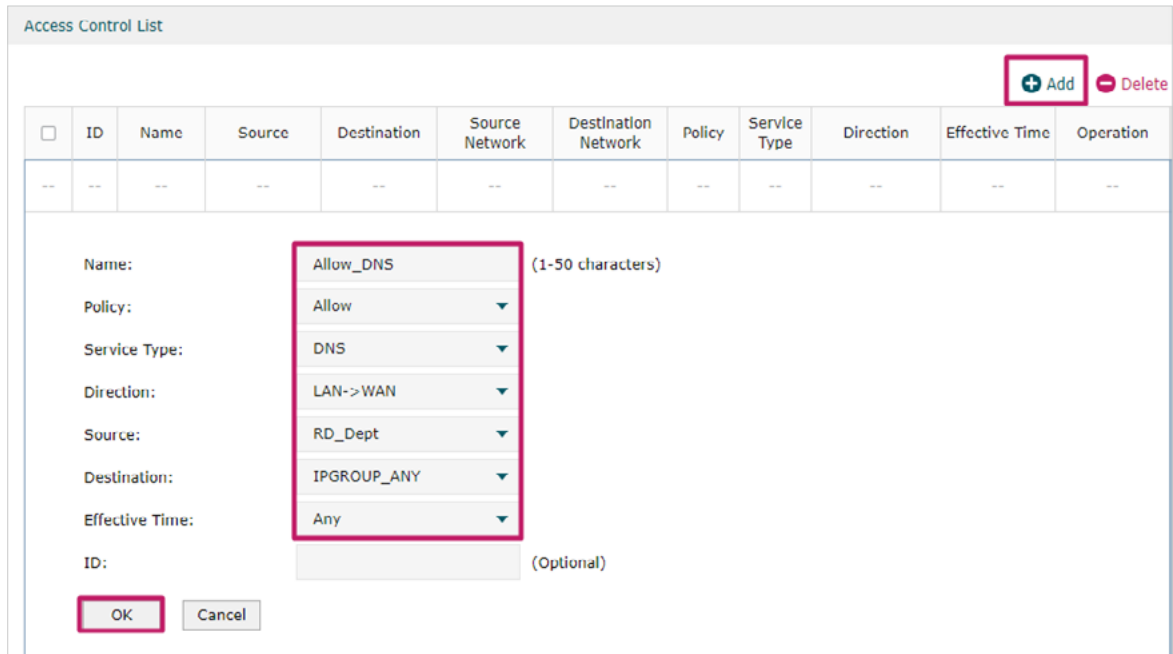 Access Control List
Add Delete
ID Name Source Destination Source Network Destination Network Policy Service Type Direction Effective Time Operation
-- -- -- -- -- -- -- -- -- -- -- --
Name: Allow_DNS (1-50 characters)
Policy: Allow
Service Type: DNS
Direction: LAN->WAN
Source: RD_Dept
Destination: IPGROUP_ANY
Effective Time: Any
ID: (Optional)
OK Cancel